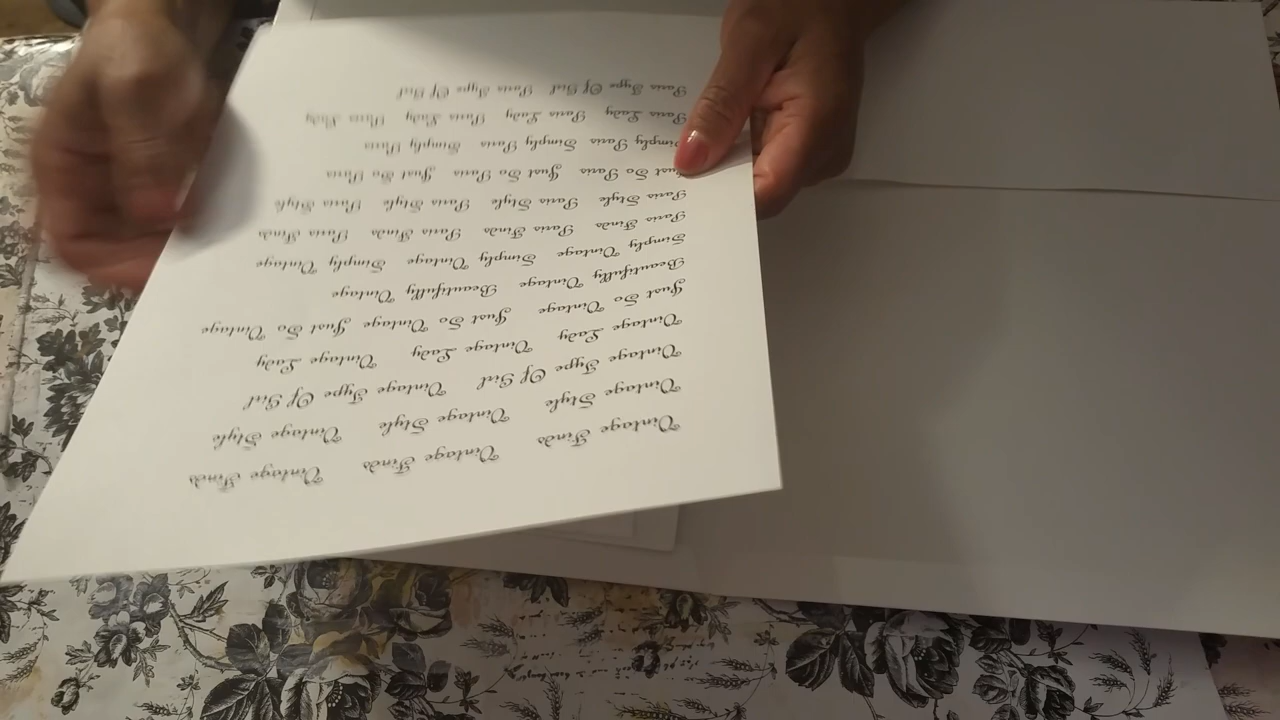 Vintage Finds Vintage Finds Vintage Finds
Vintage Style Vintage Style Vintage Style
Vintage Type Of Girl Vintage Type Of Girl
Vintage Lady Vintage Lady Vintage Lady
Just So Vintage Just So Vintage Just So Vintage
Beautifully Vintage Beautifully Vintage
Simply Vintage Simply Vintage Simply Vintage
Paris Finds Paris Finds Paris Finds Paris Finds
Paris Style Paris Style Paris Style Paris Style
Just So Paris Just So Paris Just So Paris
Simply Paris Simply Paris Simply Paris
Paris Lady Paris Lady Paris Lady Paris Lady
Paris Type Of Girl Paris Type Of Girl